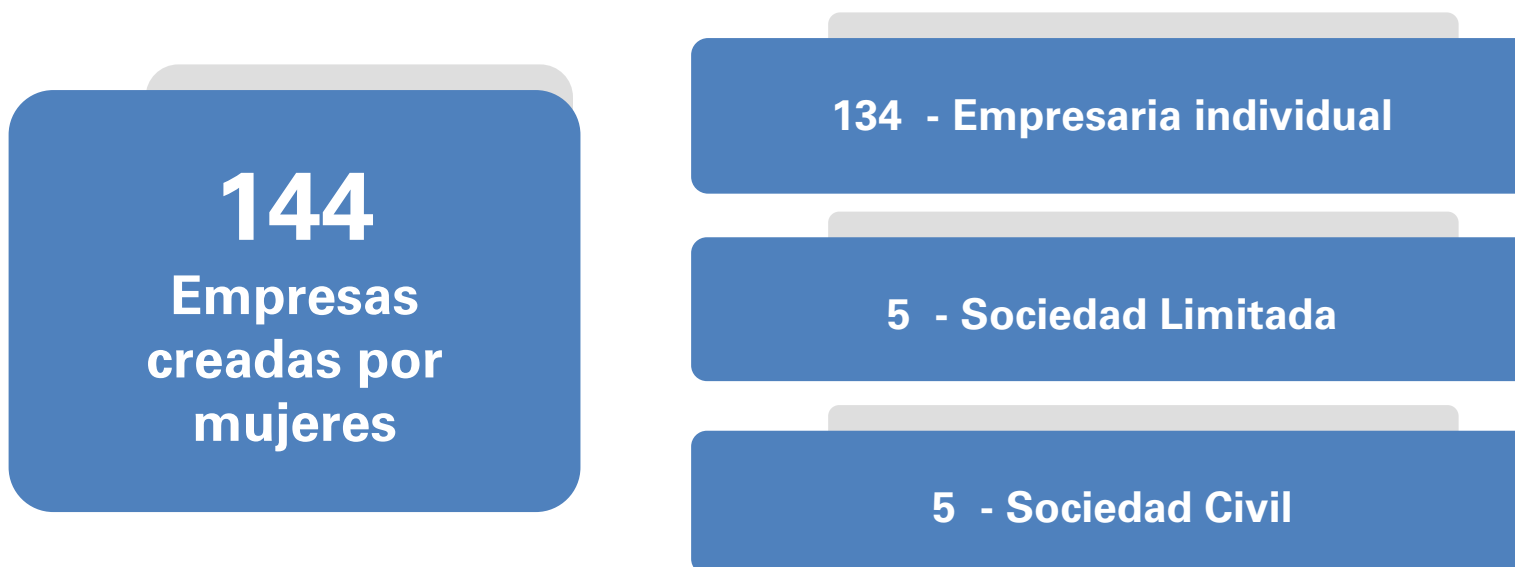 144
Empresas
creadas por
mujeres
134 - Empresaria individual
5 - Sociedad Limitada
5 - Sociedad Civil